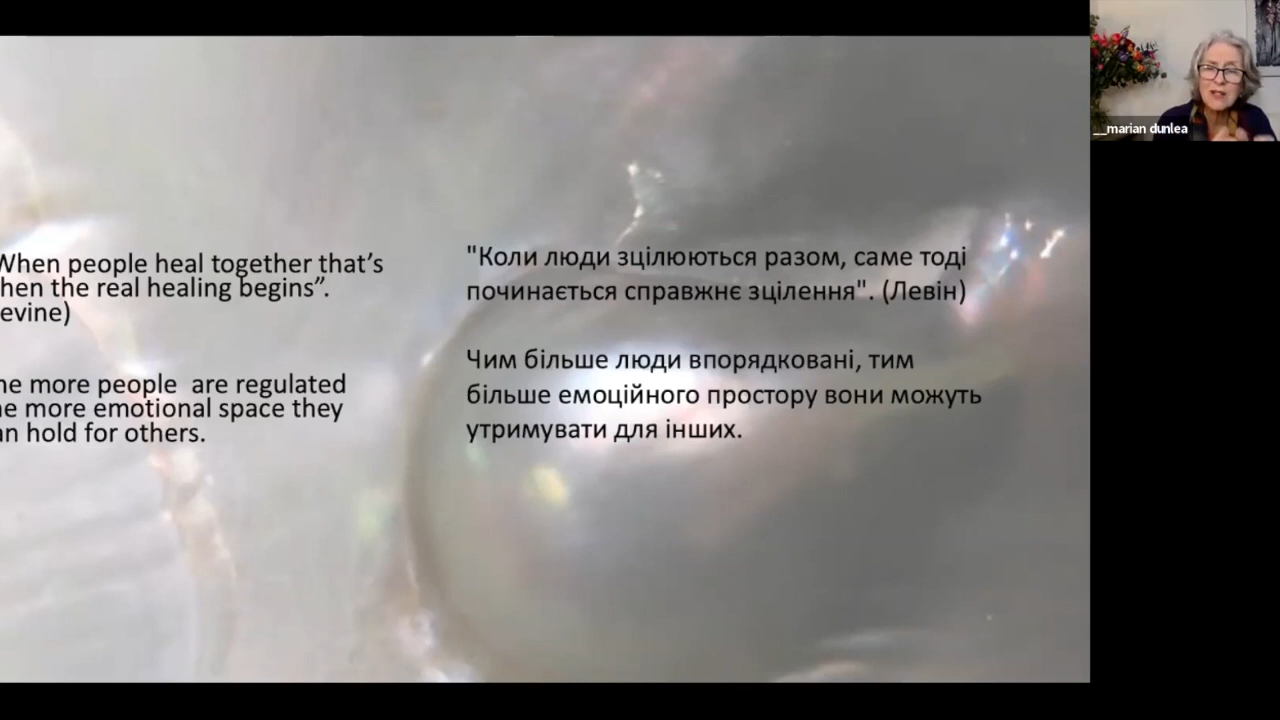 When people heal together that’s
hen the real healing begins”.
evine)
he more people are regulated
e more emotional space they
n hold for others.
"Коли люди зцілюються разом, саме тоді
починається справжнє зцілення". (Левін)
Чим більше люди впорядковані, тим
більше емоційного простору вони можуть
утримувати для інших.
__marian dunlea